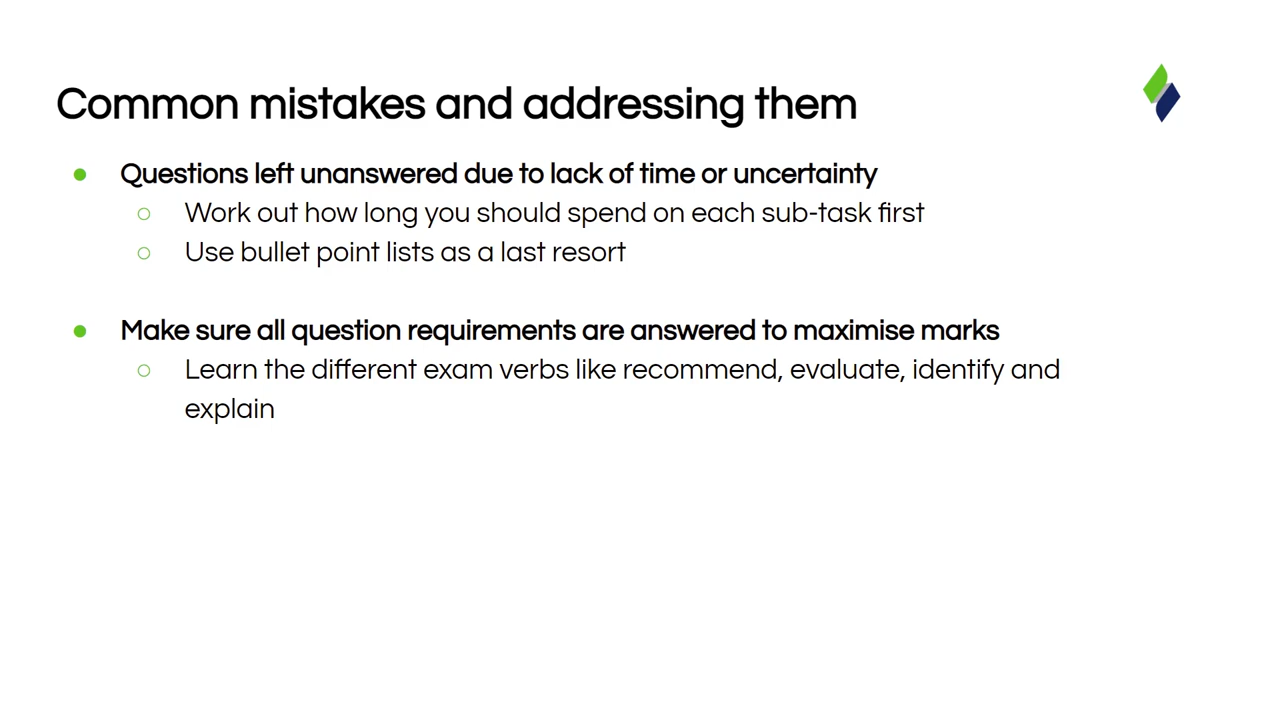 Common mistakes and addressing them
● Questions left unanswered due to lack of time or uncertainty
○ Work out how long you should spend on each sub-task first
○ Use bullet point lists as a last resort
● Make sure all question requirements are answered to maximise marks
○ Learn the different exam verbs like recommend, evaluate, identify and
explain